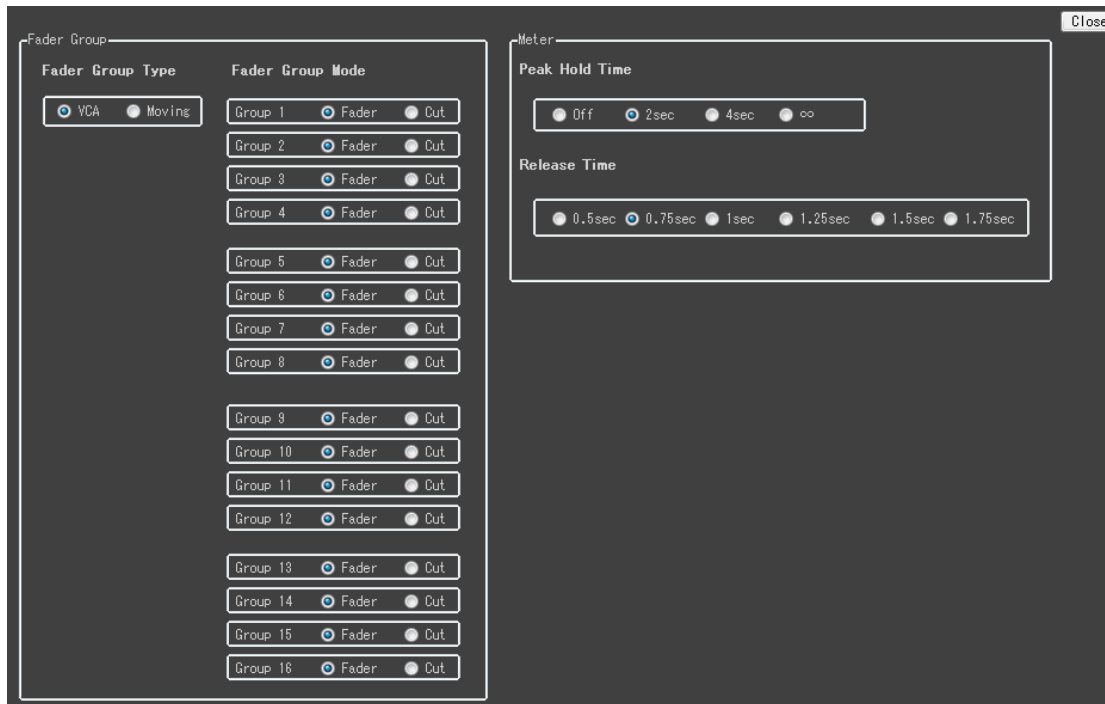 Close
Fader Group
Fader Group Type
VCA Moving
Fader Group Mode
Group 1 Fader Cut
Group 2 Fader Cut
Group 3 Fader Cut
Group 4 Fader Cut
Group 5 Fader Cut
Group 6 Fader Cut
Group 7 Fader Cut
Group 8 Fader Cut
Group 9 Fader Cut
Group 10 Fader Cut
Group 11 Fader Cut
Group 12 Fader Cut
Group 13 Fader Cut
Group 14 Fader Cut
Group 15 Fader Cut
Group 16 Fader Cut
Meter
Peak Hold Time
Off 2sec 4sec ∞
Release Time
0.5sec 0.75sec 1sec 1.25sec 1.5sec 1.75sec